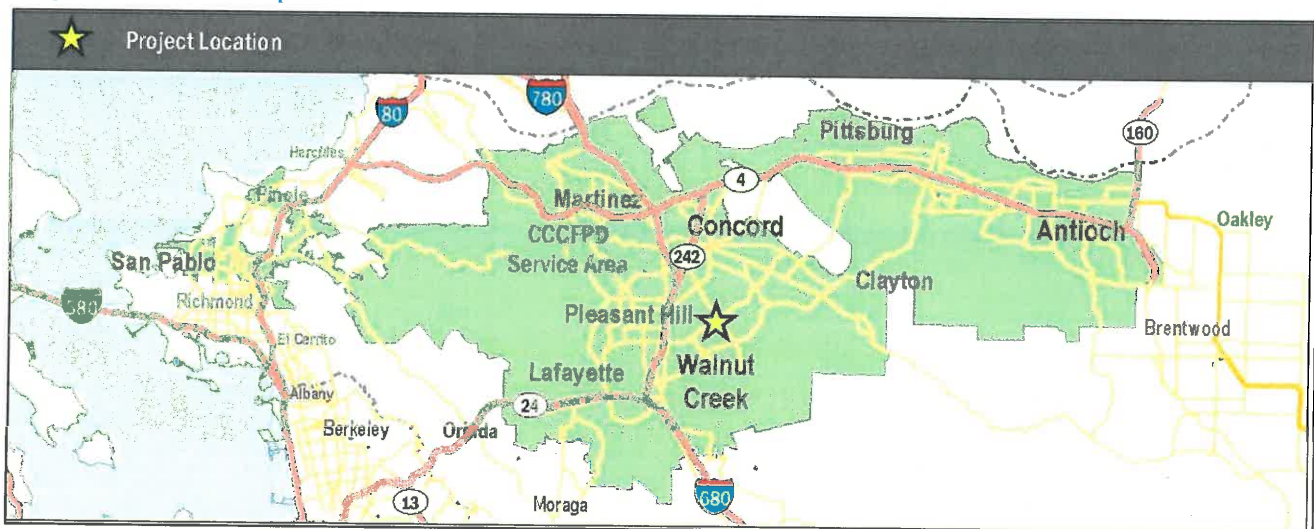 Project Location
80
780
160
Pittsburg
Hercules
4
Pinole
Martinez
Concord
Antioch
Oakley
CCCFPD
Service Area
242
San Pablo
Clayton
Richmond
580
Pleasant Hill
Brentwood
El Cerrito
Walnut
Creek
Lafayette
Albany
24
Berkeley
Orinda
680
13
Moraga